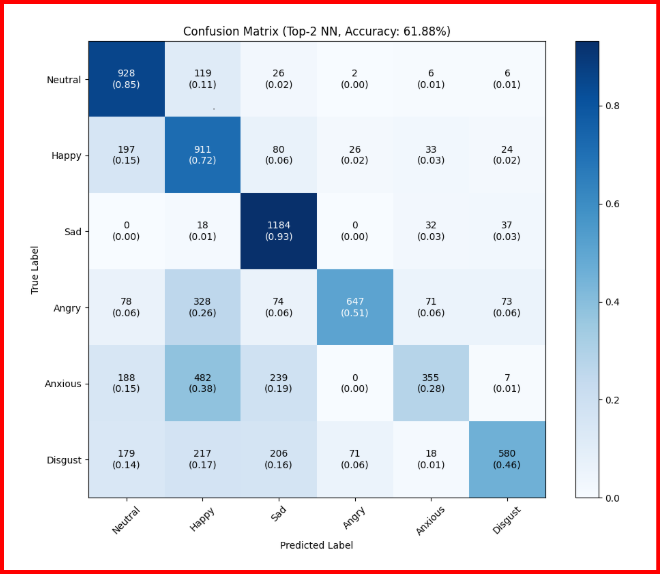 Confusion Matrix (Top-2 NN, Accuracy: 61.88%)
True Label
Neutral
928 119 26 2 6 6
(0.85) (0.11) (0.02) (0.00) (0.01) (0.01)
Happy
197 911 80 26 33 24
(0.15) (0.72) (0.06) (0.02) (0.03) (0.02)
Sad
0 18 1184 0 32 37
(0.00) (0.01) (0.93) (0.00) (0.03) (0.03)
Angry
78 328 74 647 71 73
(0.06) (0.26) (0.06) (0.51) (0.06) (0.06)
Anxious
188 482 239 0 355 7
(0.15) (0.38) (0.19) (0.00) (0.28) (0.01)
Disgust
179 217 206 71 18 580
(0.14) (0.17) (0.16) (0.06) (0.01) (0.46)
Neutral Happy Sad Angry Anxious Disgust
Predicted Label
0.8
0.6
0.4
0.2
0.0